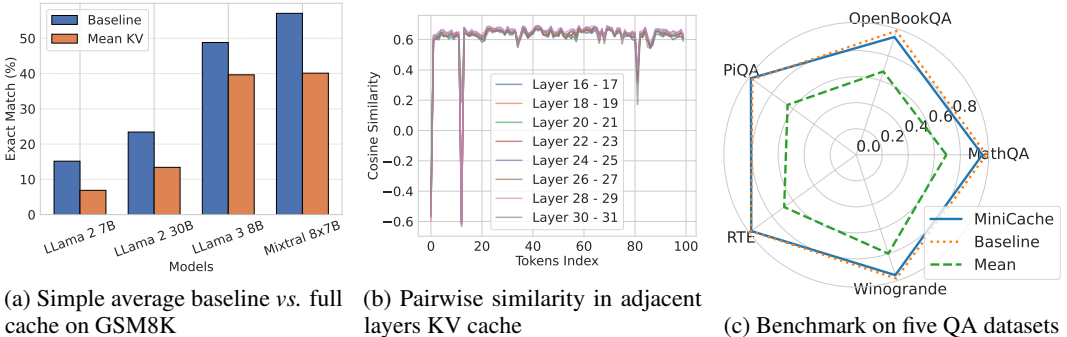 Exact Match (%)
50
40
30
20
10
0
Baseline
Mean KV
LLama 2 7B
LLama 2 30B
LLama 3 8B
Mixtral 8x7B
Models
(a) Simple average baseline vs. full
cache on GSM8K
Cosine Similarity
0.6
0.4
0.2
0.0
−0.2
−0.4
−0.6
Layer 16 - 17
Layer 18 - 19
Layer 20 - 21
Layer 22 - 23
Layer 24 - 25
Layer 26 - 27
Layer 28 - 29
Layer 30 - 31
0
20
40
60
80
100
Tokens Index
(b) Pairwise similarity in adjacent
layers KV cache
OpenBookQA
PiQA
0.8
0.6
0.4
0.2
0.0
MathQA
RTE
Winogrande
MiniCache
Baseline
Mean
(c) Benchmark on five QA datasets